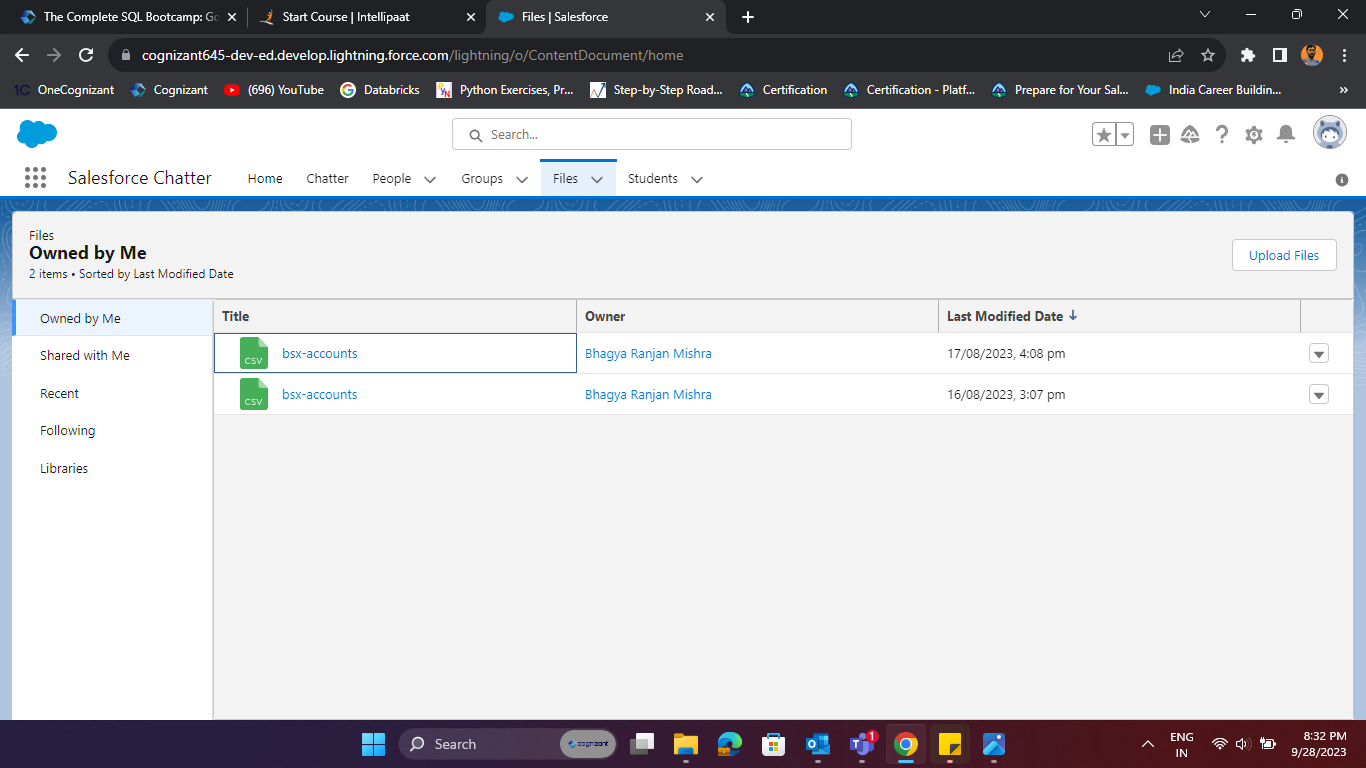 The Complete SQL Bootcamp: Go
Start Course | Intellipaat
Files | Salesforce
cognizant645-dev-ed.develop.lightning.force.com/lightning/o/ContentDocument/home
1C OneCognizant
Cognizant
(696) YouTube
Databricks
Python Exercises, Pr...
Step-by-Step Road...
Certification
Certification - Platf...
Prepare for Your Sal...
India Career Buildin...
»
Search...
Salesforce Chatter
Home
Chatter
People
Groups
Files
Students
Files
Owned by Me
2 items • Sorted by Last Modified Date
Upload Files
Owned by Me
Shared with Me
Recent
Following
Libraries
Title Owner Last Modified Date
csv bsx-accounts Bhagya Ranjan Mishra 17/08/2023, 4:08 pm
csv bsx-accounts Bhagya Ranjan Mishra 16/08/2023, 3:07 pm
Search
cognizant
1
ENG
IN
8:32 PM
9/28/2023